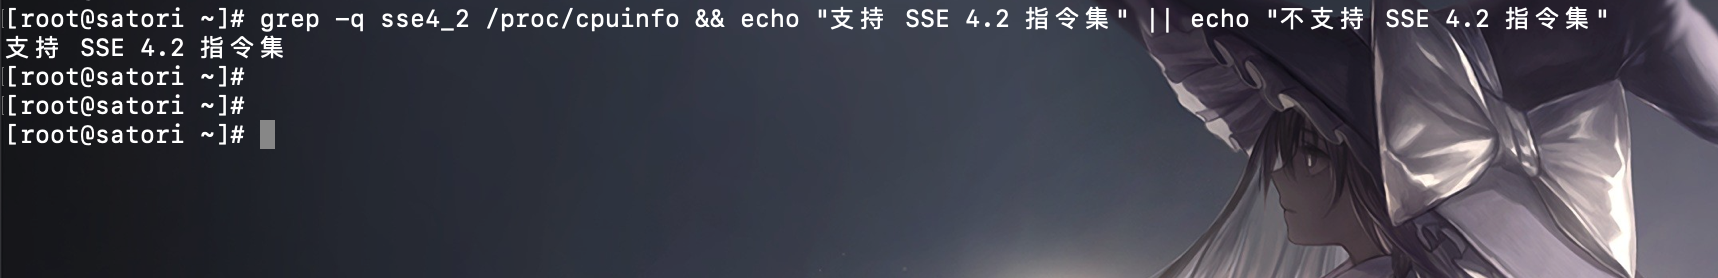 [root@satori ~]# grep -q sse4_2 /proc/cpuinfo && echo "支持 SSE 4.2 指令集" || echo "不支持 SSE 4.2 指令集"
支持 SSE 4.2 指令集
[root@satori ~]#
[root@satori ~]#
[root@satori ~]#